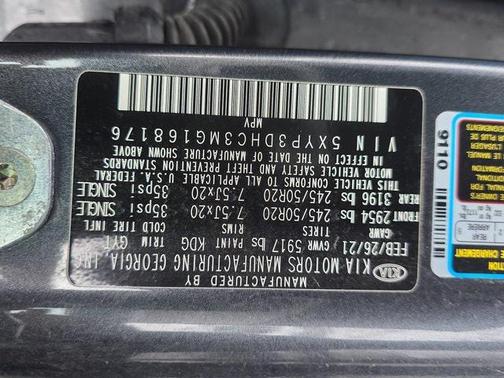 KIA
MANUFACTURED BY
KIA MOTORS MANUFACTURING GEORGIA, INC.
FEB/26/21 GVWR 5917 lbs PAINT KDG TRIM GYT
GAWR TIRES RIMS COLD TIRE INFL
FRONT 2954 lbs 245/50R20 7.5Jx20 35psi SINGLE
REAR 3196 lbs 245/50R20 7.5Jx20 35psi SINGLE
THIS VEHICLE CONFORMS TO ALL APPLICABLE U.S.A. FEDERAL
MOTOR VEHICLE SAFETY AND THEFT PREVENTION STANDARDS
IN EFFECT ON THE DATE OF MANUFACTURE SHOWN ABOVE
VIN 5XYP3DHC3MG168176
MPV
9110